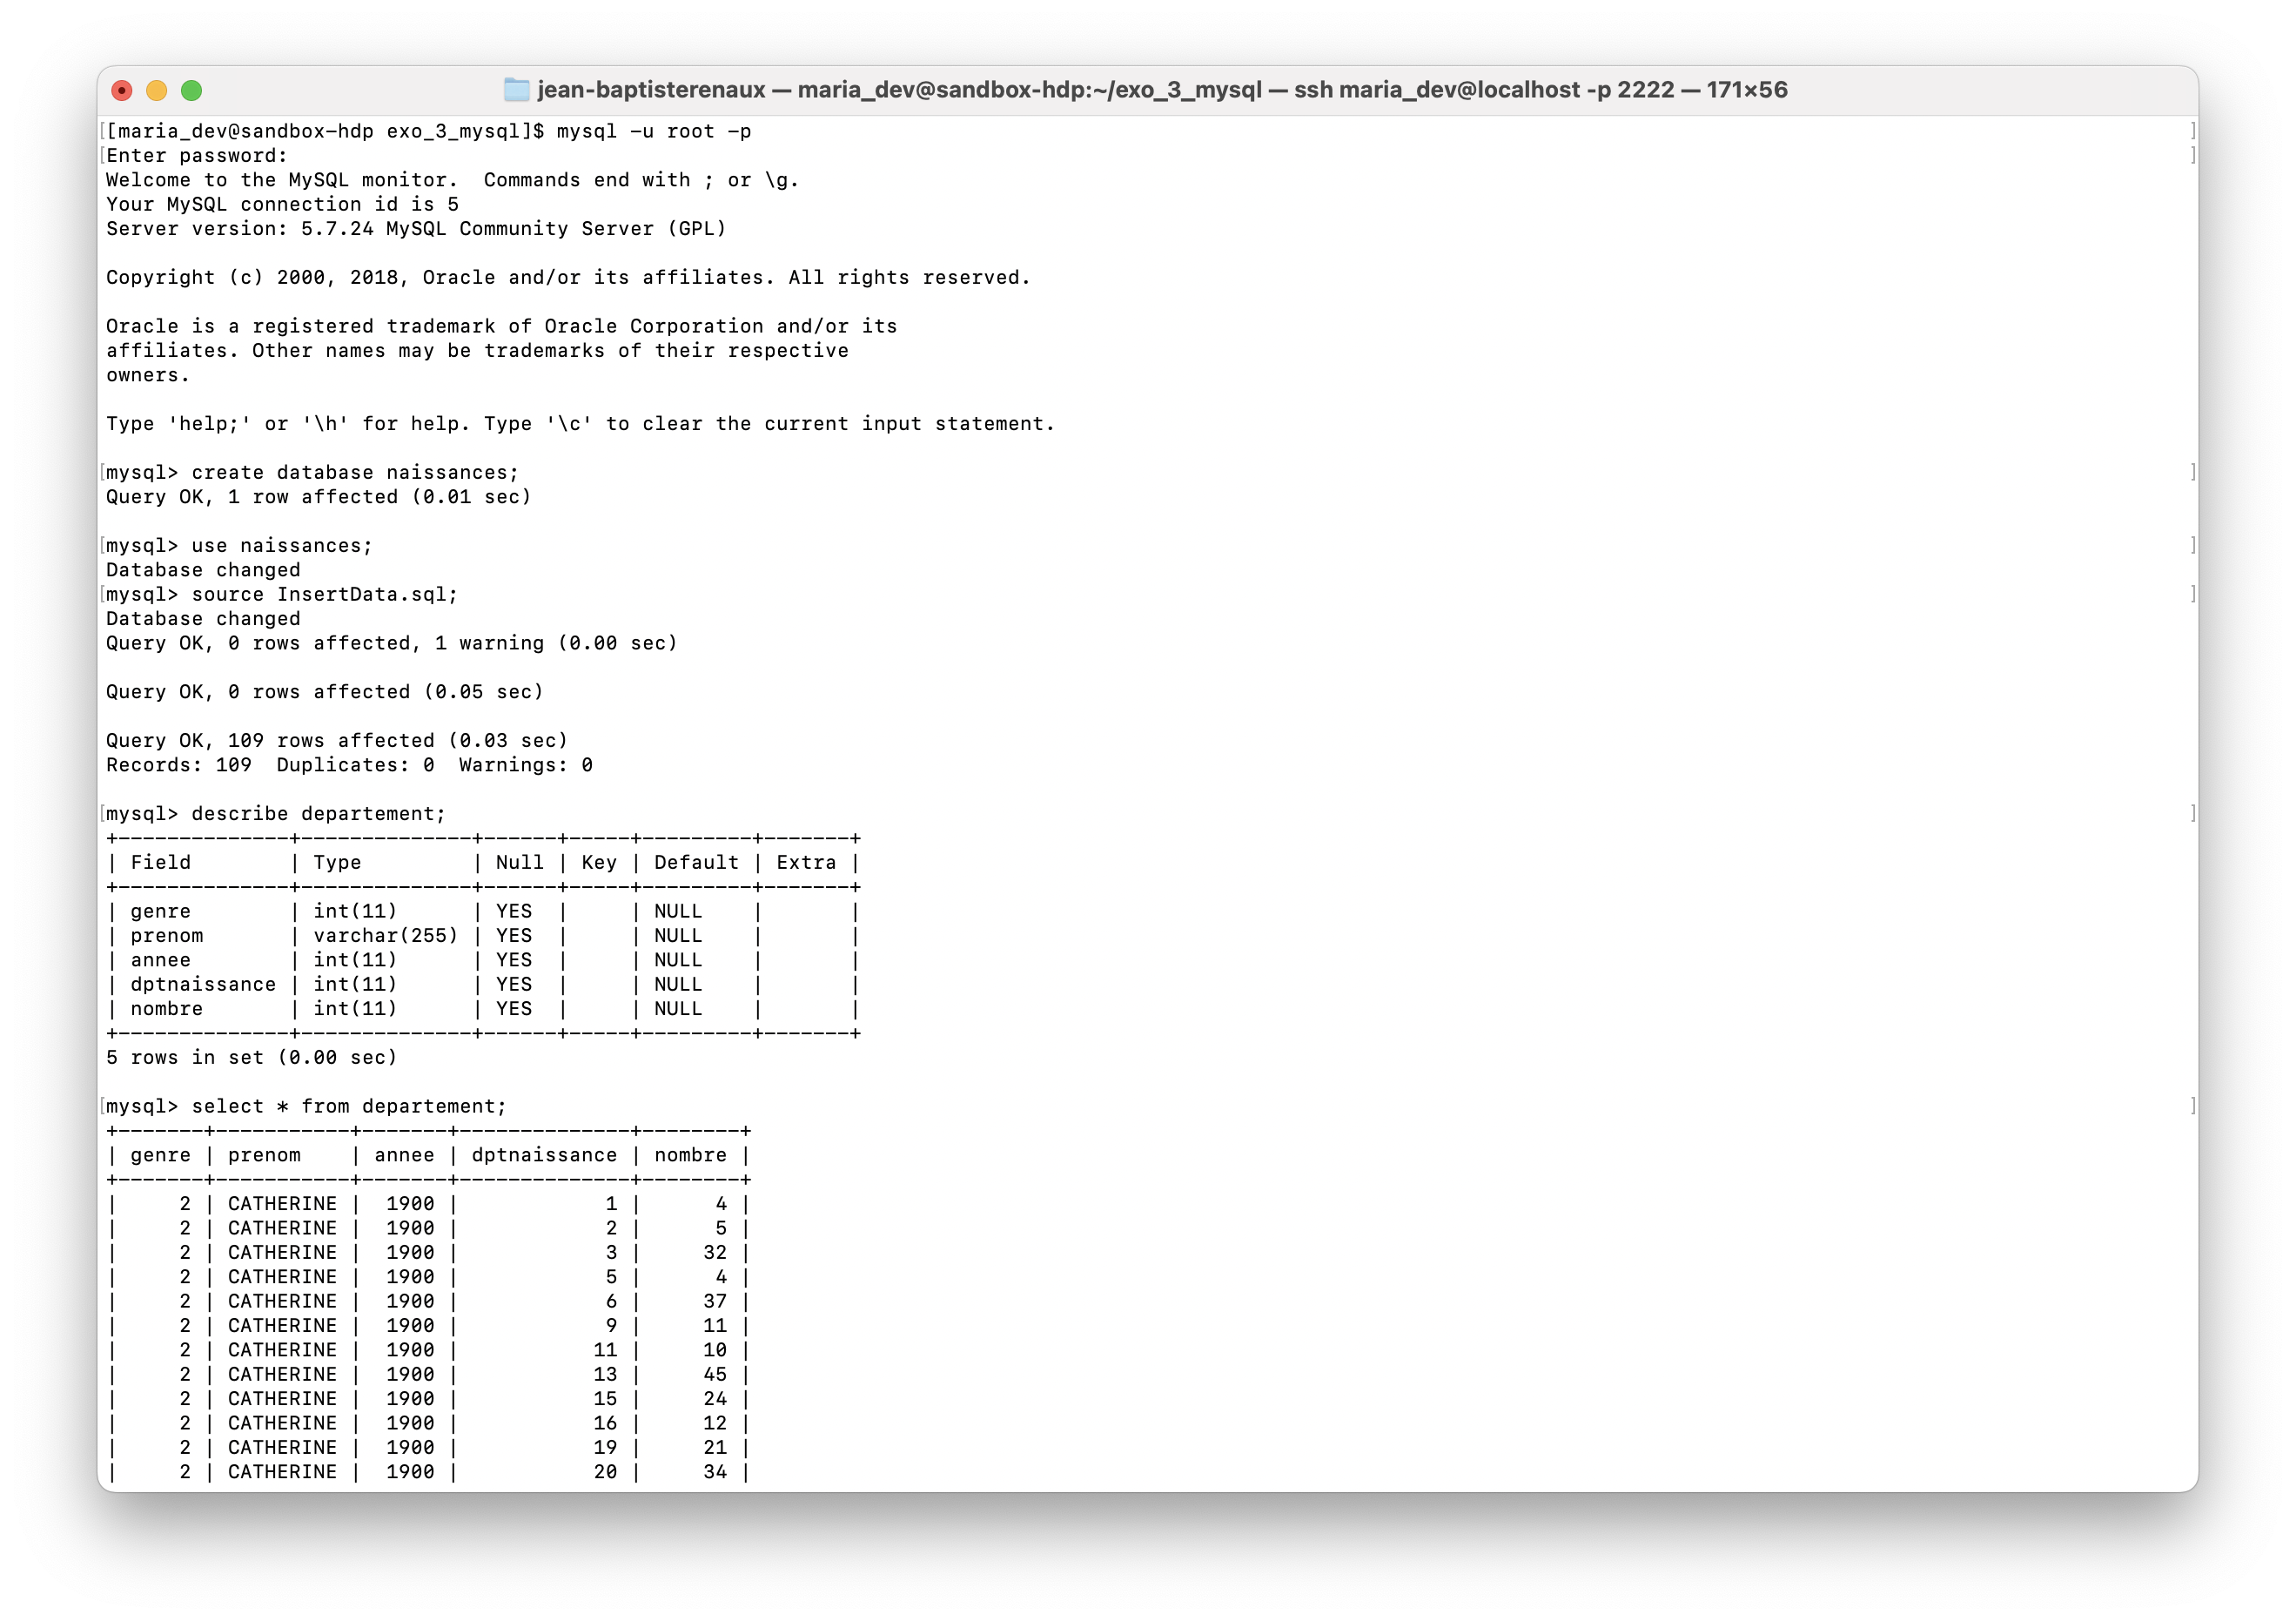 jean-baptisterenaux — maria_dev@sandbox-hdp:~/exo_3_mysql — ssh maria_dev@localhost -p 2222 — 171×56
[[maria_dev@sandbox-hdp exo_3_mysql]$ mysql -u root -p ]
[Enter password: ]
Welcome to the MySQL monitor.  Commands end with ; or \g.
Your MySQL connection id is 5
Server version: 5.7.24 MySQL Community Server (GPL)

Copyright (c) 2000, 2018, Oracle and/or its affiliates. All rights reserved.

Oracle is a registered trademark of Oracle Corporation and/or its
affiliates. Other names may be trademarks of their respective
owners.

Type 'help;' or '\h' for help. Type '\c' to clear the current input statement.

[mysql> create database naissances; ]
Query OK, 1 row affected (0.01 sec)

[mysql> use naissances; ]
Database changed
[mysql> source InsertData.sql; ]
Database changed
Query OK, 0 rows affected, 1 warning (0.00 sec)

Query OK, 0 rows affected (0.05 sec)

Query OK, 109 rows affected (0.03 sec)
Records: 109  Duplicates: 0  Warnings: 0

[mysql> describe departement; ]
+--------------+--------------+------+-----+---------+-------+
| Field        | Type         | Null | Key | Default | Extra |
+--------------+--------------+------+-----+---------+-------+
| genre        | int(11)      | YES  |     | NULL    |       |
| prenom       | varchar(255) | YES  |     | NULL    |       |
| annee        | int(11)      | YES  |     | NULL    |       |
| dptnaissance | int(11)      | YES  |     | NULL    |       |
| nombre       | int(11)      | YES  |     | NULL    |       |
+--------------+--------------+------+-----+---------+-------+
5 rows in set (0.00 sec)

[mysql> select * from departement; ]
+-------+-----------+-------+--------------+--------+
| genre | prenom    | annee | dptnaissance | nombre |
+-------+-----------+-------+--------------+--------+
|     2 | CATHERINE |  1900 |            1 |      4 |
|     2 | CATHERINE |  1900 |            2 |      5 |
|     2 | CATHERINE |  1900 |            3 |     32 |
|     2 | CATHERINE |  1900 |            5 |      4 |
|     2 | CATHERINE |  1900 |            6 |     37 |
|     2 | CATHERINE |  1900 |            9 |     11 |
|     2 | CATHERINE |  1900 |           11 |     10 |
|     2 | CATHERINE |  1900 |           13 |     45 |
|     2 | CATHERINE |  1900 |           15 |     24 |
|     2 | CATHERINE |  1900 |           16 |     12 |
|     2 | CATHERINE |  1900 |           19 |     21 |
|     2 | CATHERINE |  1900 |           20 |     34 |